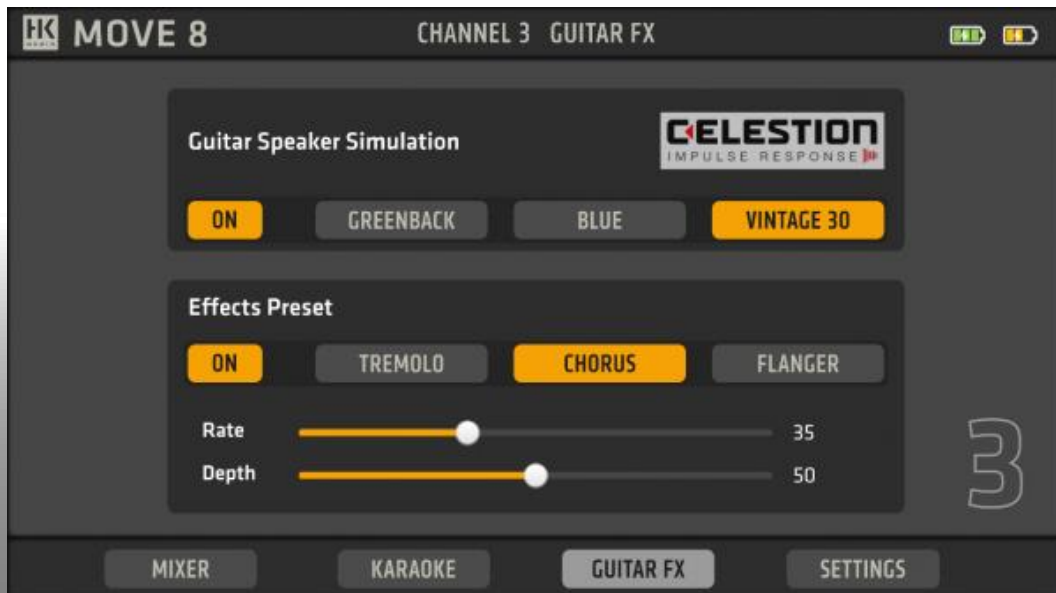 HK AUDIO MOVE 8 CHANNEL 3 GUITAR FX
Guitar Speaker Simulation
CELESTION
IMPULSE RESPONSE
ON GREENBACK BLUE VINTAGE 30
Effects Preset
ON TREMOLO CHORUS FLANGER
Rate 35
Depth 50
3
MIXER KARAOKE GUITAR FX SETTINGS